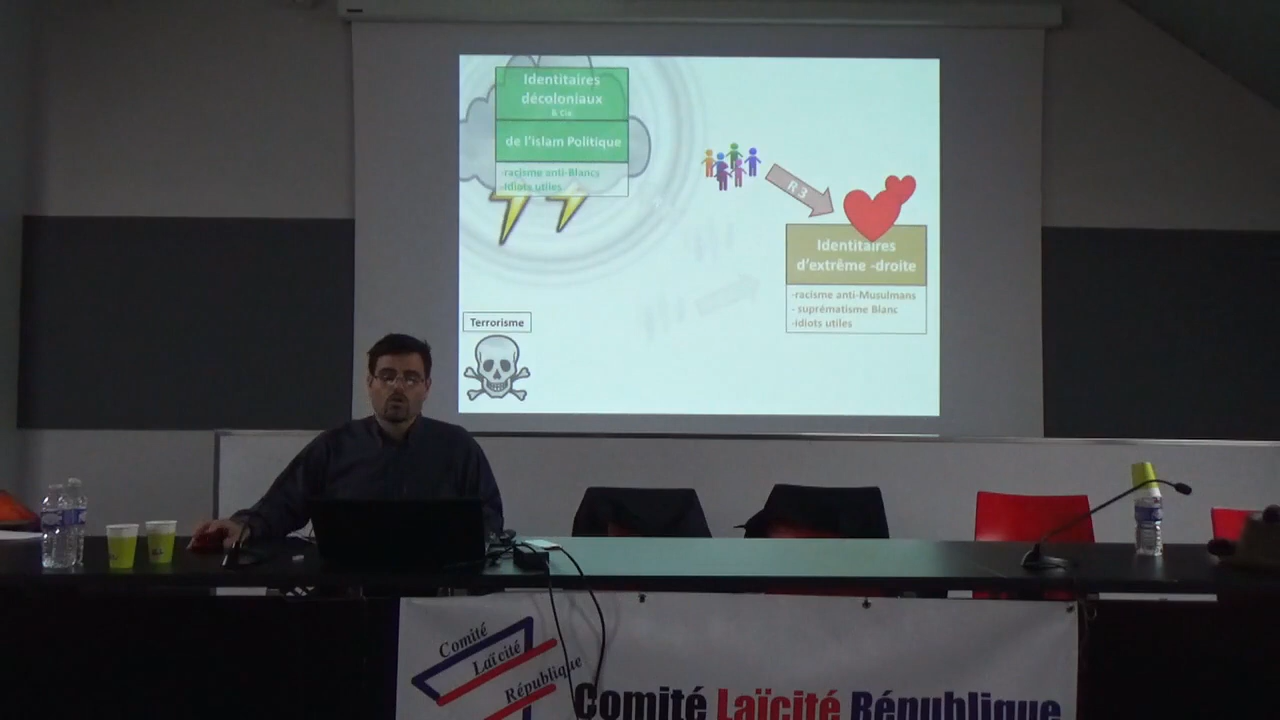 Identitaires
décoloniaux
& Cie
de l'islam Politique
-racisme anti-Blancs
-Idiots utiles
R 3
Identitaires
d'extrême -droite
-racisme anti-Musulmans
- suprématisme Blanc
-idiots utiles
Terrorisme
Comité
Laïcité
République
Comité Laïcité République